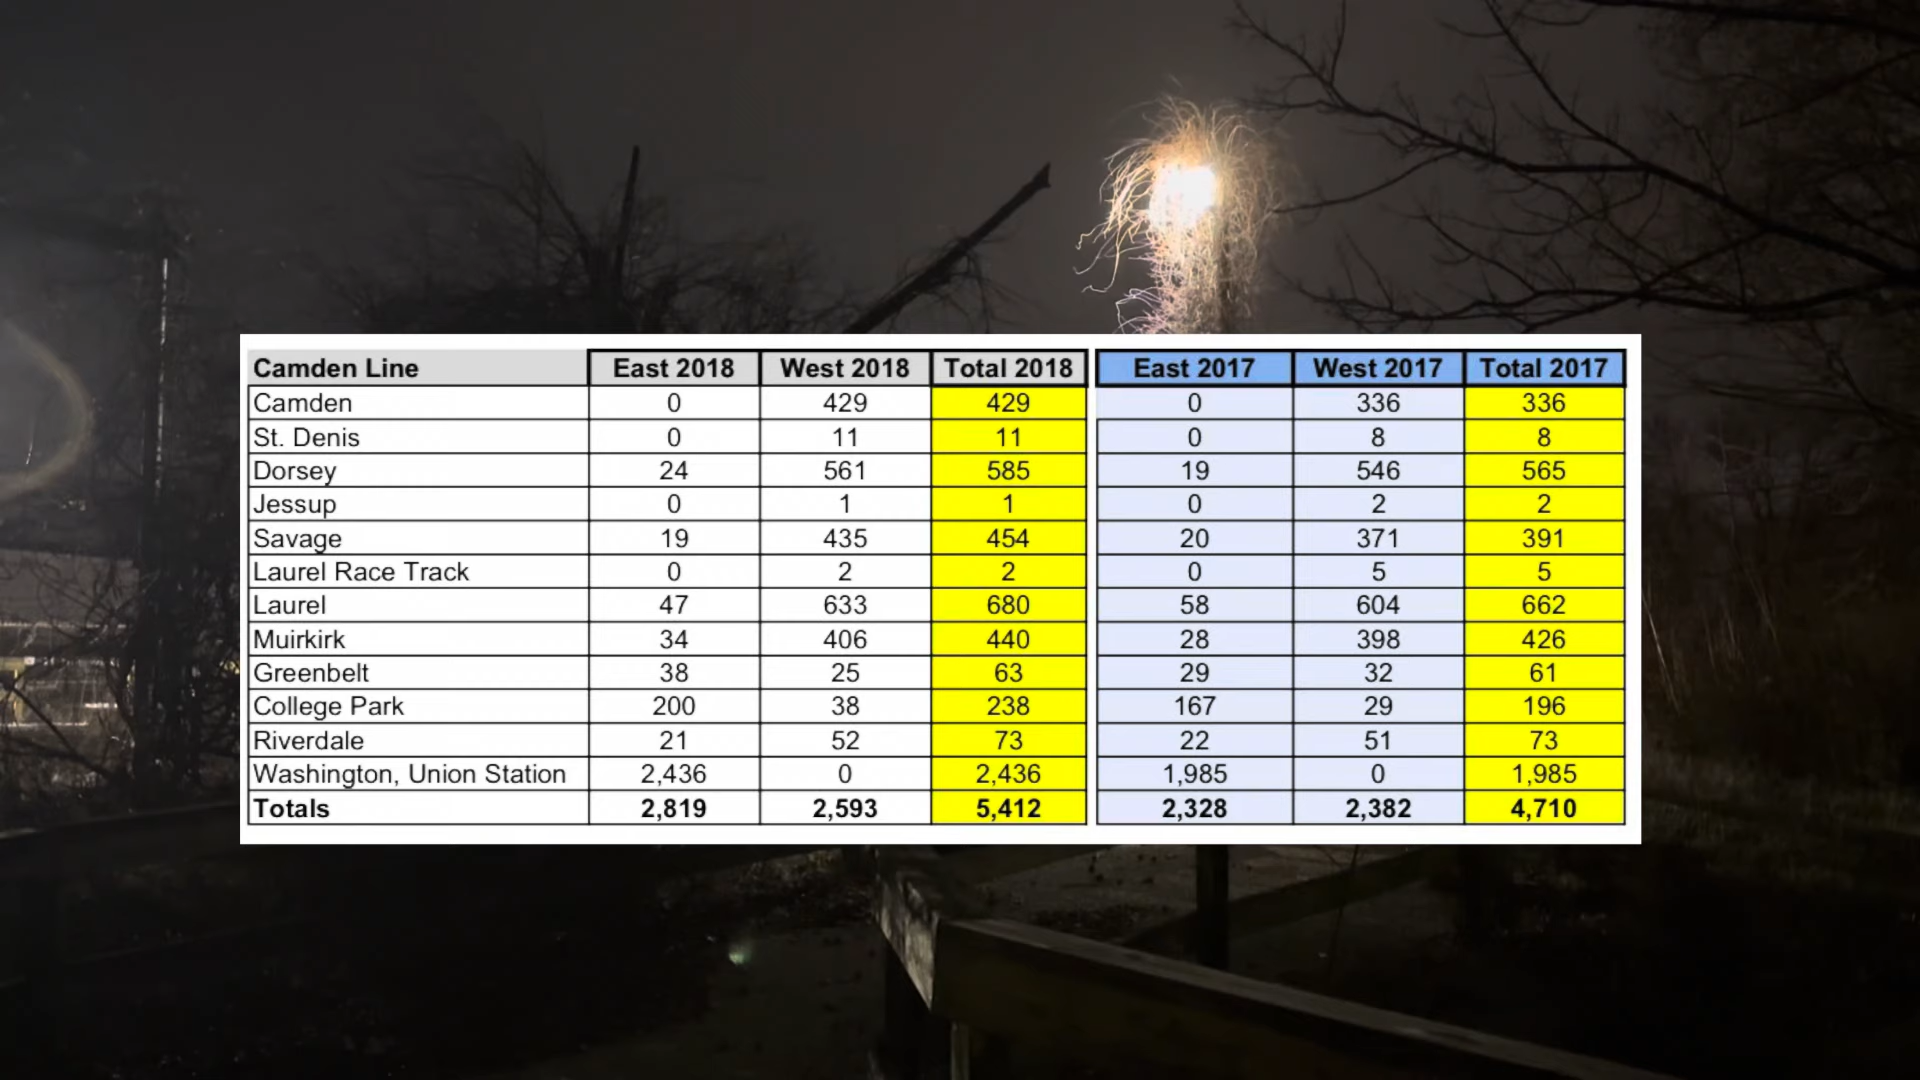 Camden Line East 2018 West 2018 Total 2018 East 2017 West 2017 Total 2017
Camden 0 429 429 0 336 336
St. Denis 0 11 11 0 8 8
Dorsey 24 561 585 19 546 565
Jessup 0 1 1 0 2 2
Savage 19 435 454 20 371 391
Laurel Race Track 0 2 2 0 5 5
Laurel 47 633 680 58 604 662
Muirkirk 34 406 440 28 398 426
Greenbelt 38 25 63 29 32 61
College Park 200 38 238 167 29 196
Riverdale 21 52 73 22 51 73
Washington, Union Station 2,436 0 2,436 1,985 0 1,985
Totals 2,819 2,593 5,412 2,328 2,382 4,710